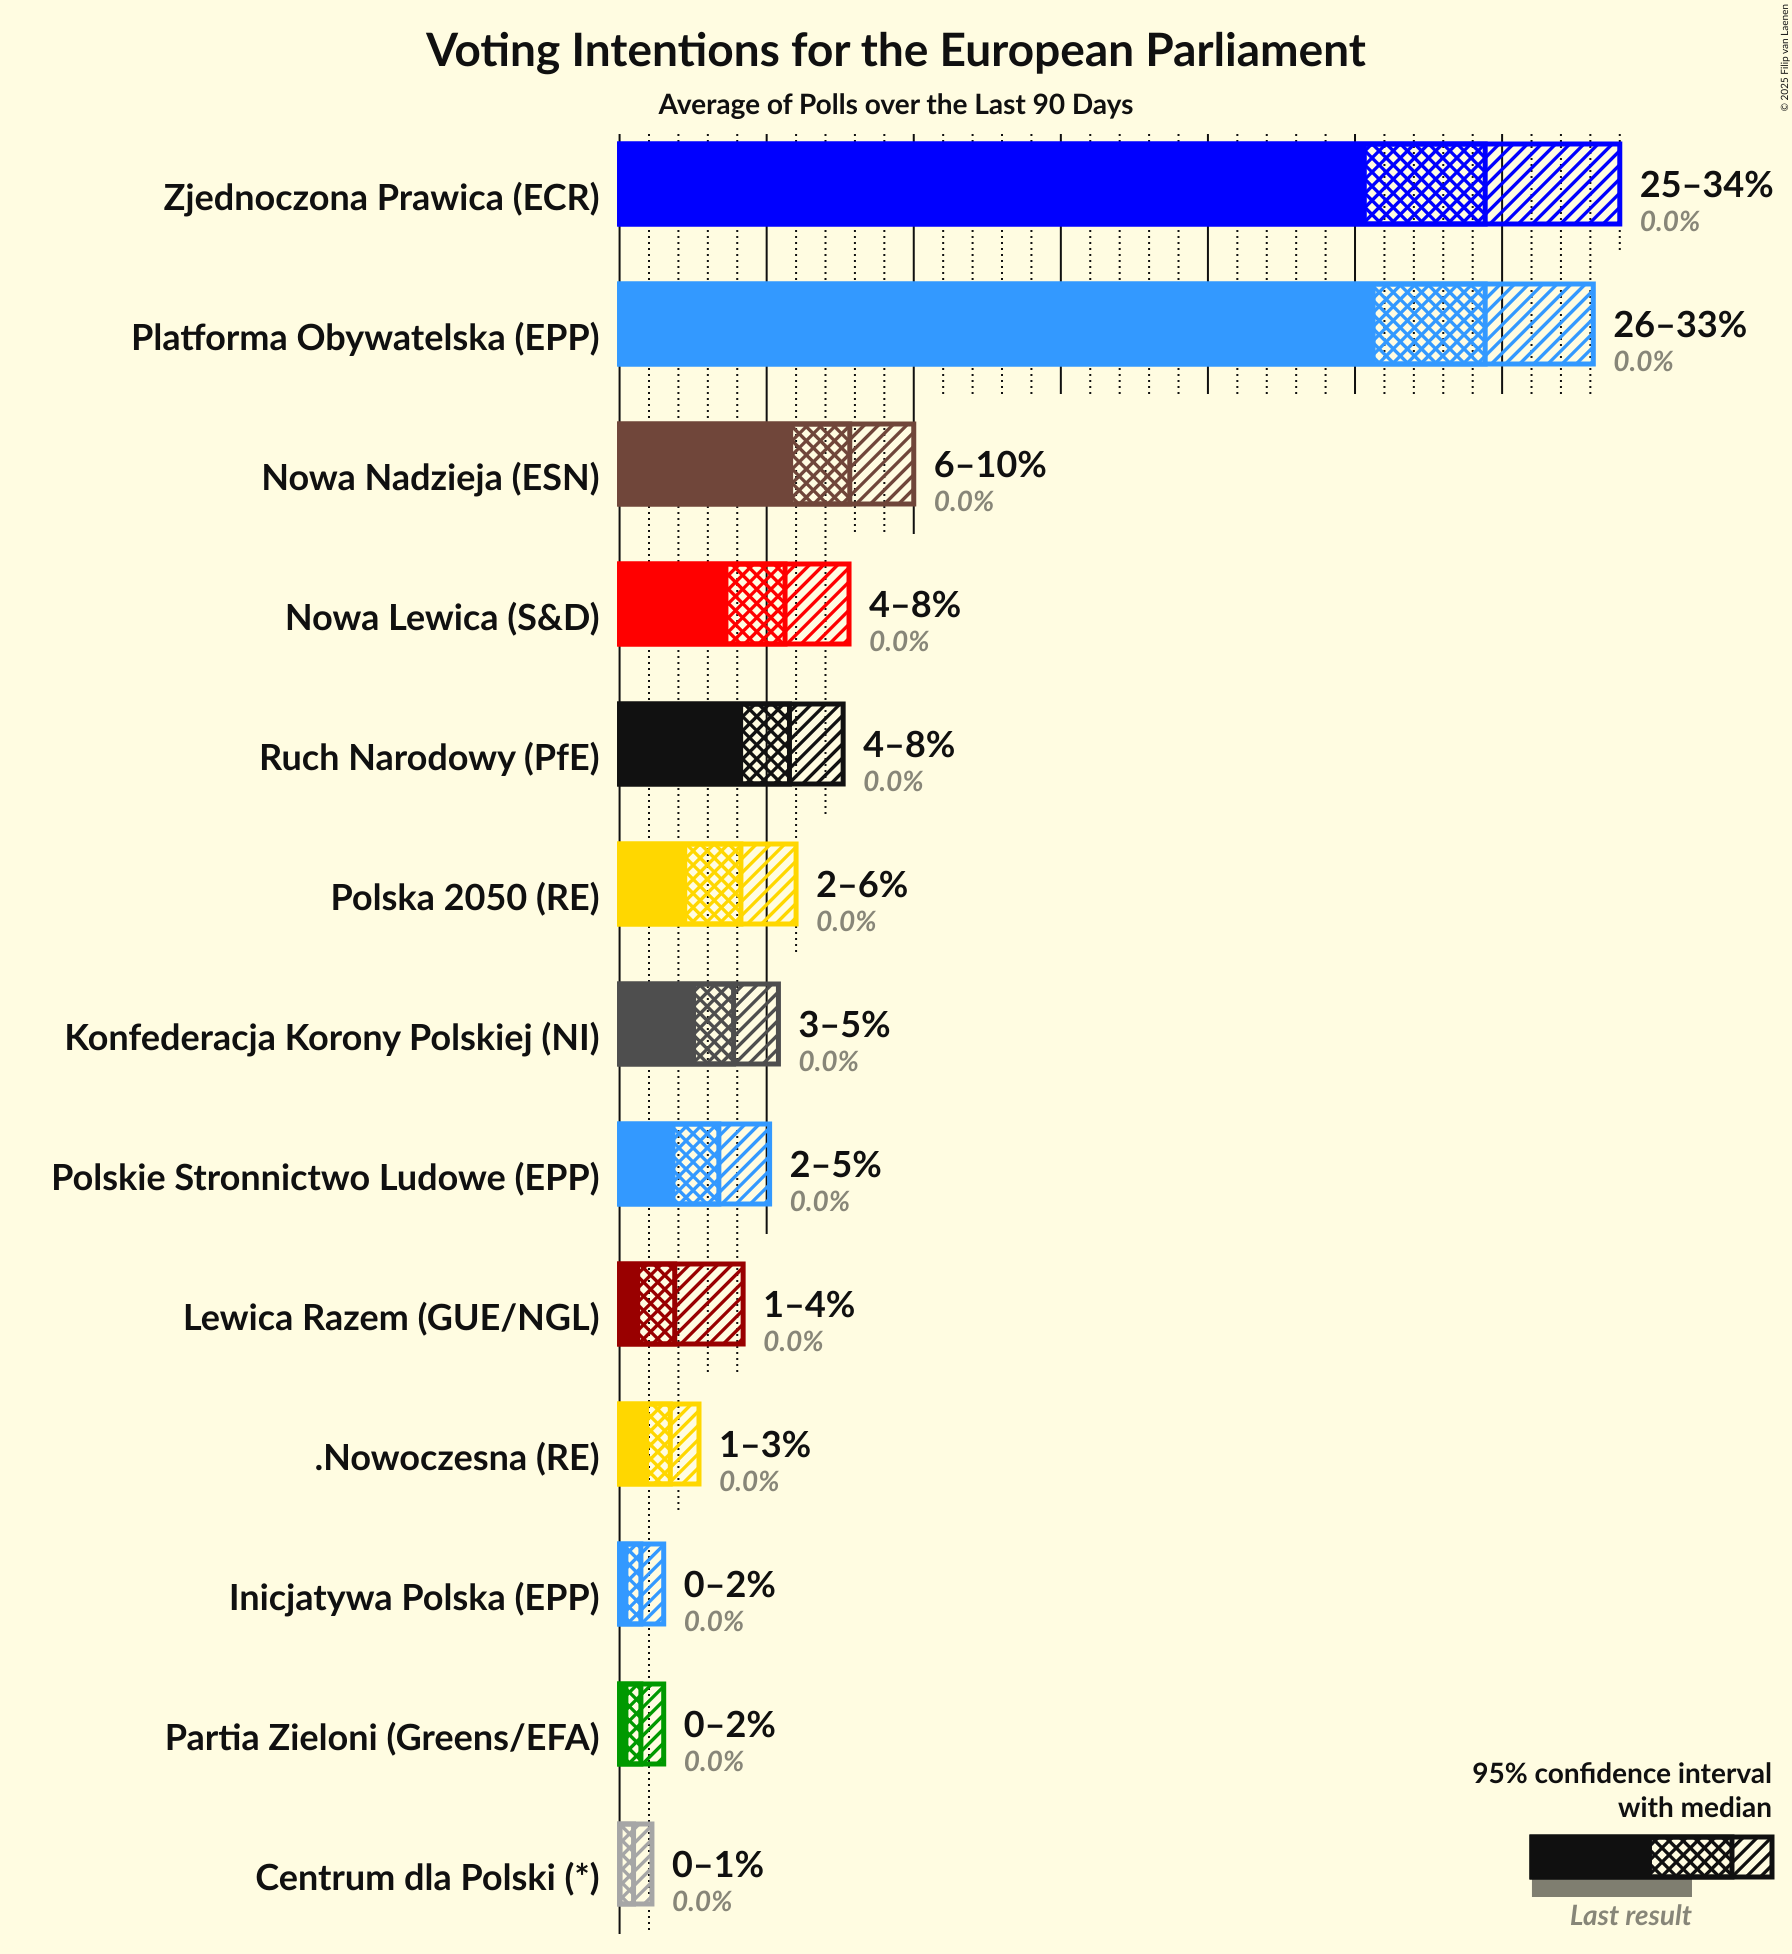 Voting Intentions for the European Parliament
Average of Polls over the Last 90 Days
© 2025 Filip van Laenen
Zjednoczona Prawica (ECR)
25–34%
0.0%
Platforma Obywatelska (EPP)
26–33%
0.0%
Nowa Nadzieja (ESN)
6–10%
0.0%
Nowa Lewica (S&D)
4–8%
0.0%
Ruch Narodowy (PfE)
4–8%
0.0%
Polska 2050 (RE)
2–6%
0.0%
Konfederacja Korony Polskiej (NI)
3–5%
0.0%
Polskie Stronnictwo Ludowe (EPP)
2–5%
0.0%
Lewica Razem (GUE/NGL)
1–4%
0.0%
.Nowoczesna (RE)
1–3%
0.0%
Inicjatywa Polska (EPP)
0–2%
0.0%
Partia Zieloni (Greens/EFA)
0–2%
0.0%
Centrum dla Polski (*)
0–1%
0.0%
95% confidence interval
with median
Last result